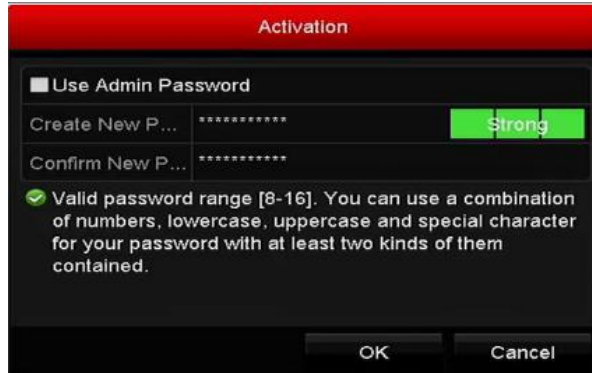 Activation
Use Admin Password
Create New P... *********** Strong
Confirm New P... ***********
Valid password range [8-16]. You can use a combination
of numbers, lowercase, uppercase and special character
for your password with at least two kinds of them
contained.
OK Cancel